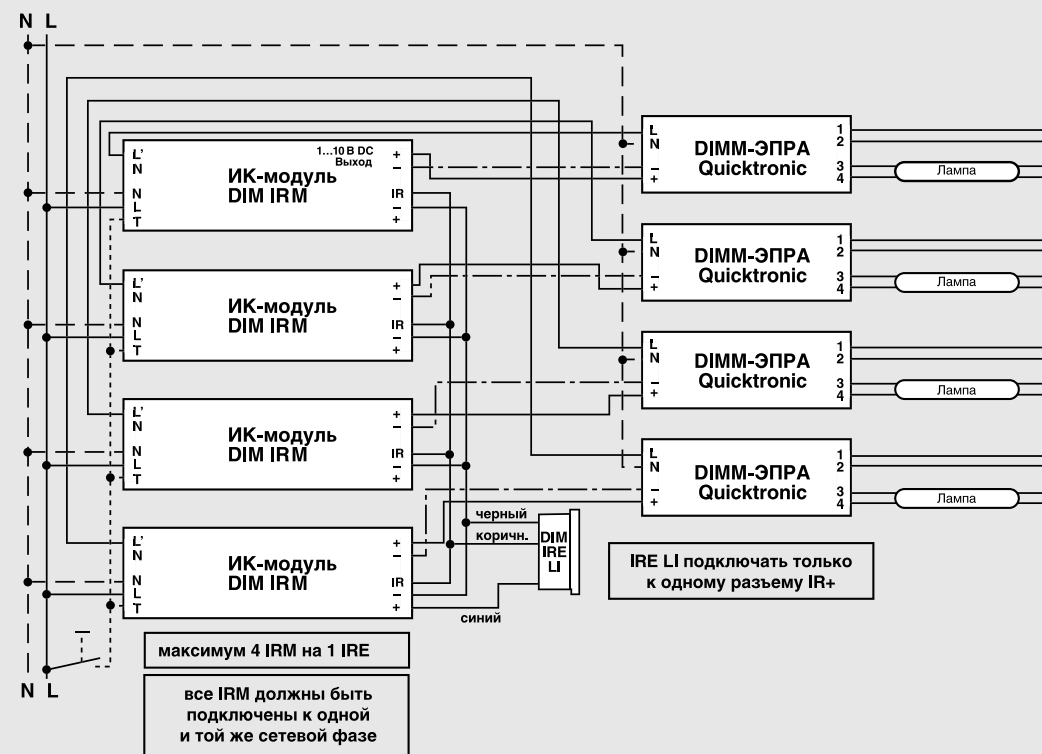 N L
1...10 В DC
Выход
L'
N
N
L
T
ИК-модуль
DIM IRM
+
–
IR
–
+
L
N
–
+
DIMM-ЭПРА
Quicktronic
1
2
3
4
Лампа
L'
N
N
L
T
ИК-модуль
DIM IRM
+
–
IR
–
+
L
N
–
+
DIMM-ЭПРА
Quicktronic
1
2
3
4
Лампа
L'
N
N
L
T
ИК-модуль
DIM IRM
+
–
IR
–
+
L
N
–
+
DIMM-ЭПРА
Quicktronic
1
2
3
4
Лампа
L'
N
N
L
T
ИК-модуль
DIM IRM
+
–
IR
–
+
L
N
–
+
DIMM-ЭПРА
Quicktronic
1
2
3
4
Лампа
черный
коричн.
синий
DIM
IRE
LI
IRE LI подключать только
к одному разъему IR+
максимум 4 IRM на 1 IRE
N L
все IRM должны быть
подключены к одной
и той же сетевой фазе